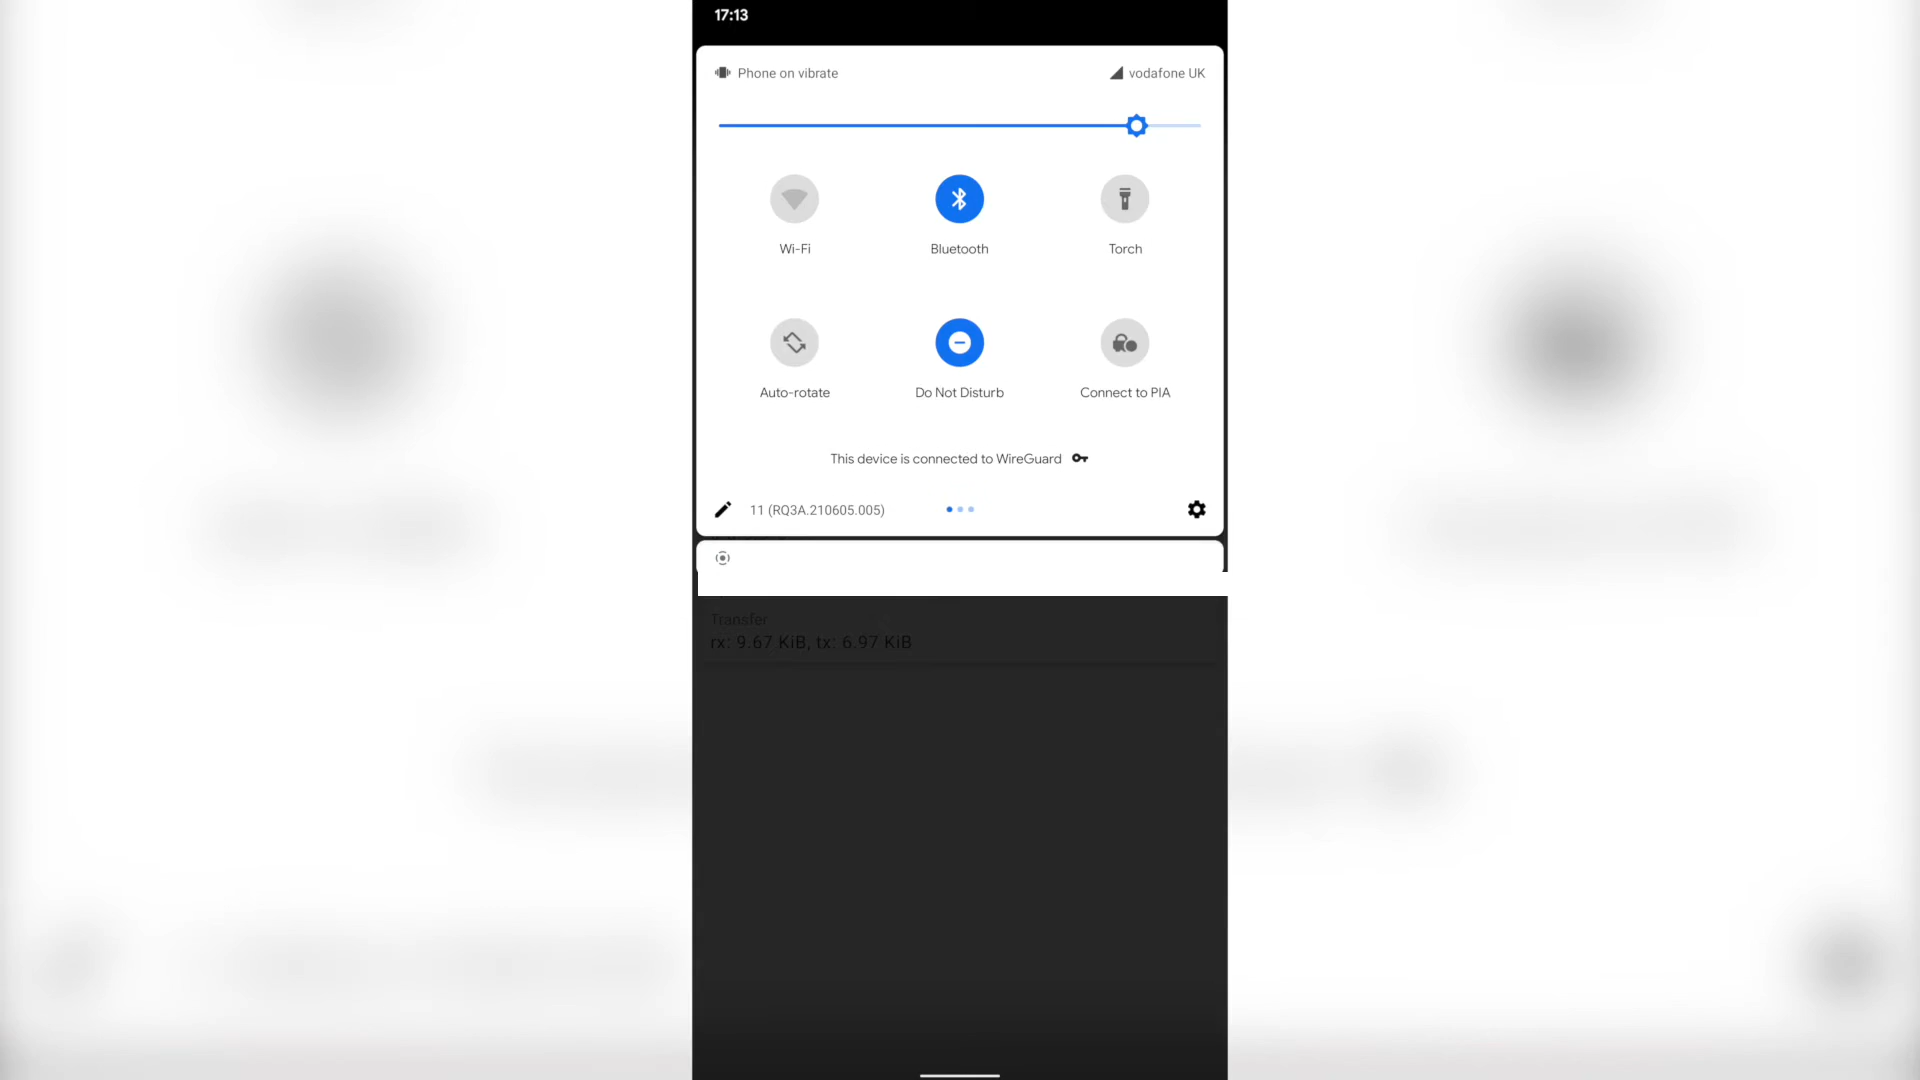 17:13
Phone on vibrate
vodafone UK
Wi-Fi
Bluetooth
Torch
Auto-rotate
Do Not Disturb
Connect to PIA
This device is connected to WireGuard
11 (RQ3A.210605.005)
Transfer
rx: 9.67 KiB, tx: 6.97 KiB